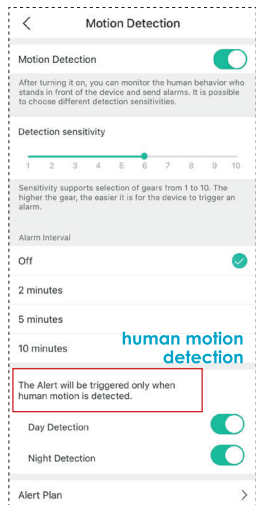 Motion Detection
Motion Detection
After turning it on, you can monitor the human behavior who
stands in front of the device and send alarms. It is possible
to choose different detection sensitivities.
Detection sensitivity
1 2 3 4 5 6 7 8 9 10
Sensitivity supports selection of gears from 1 to 10. The
higher the gear, the easier it is for the device to trigger an
alarm.
Alarm Interval
Off
2 minutes
5 minutes
10 minutes
human motion
detection
The Alert will be triggered only when
human motion is detected.
Day Detection
Night Detection
Alert Plan